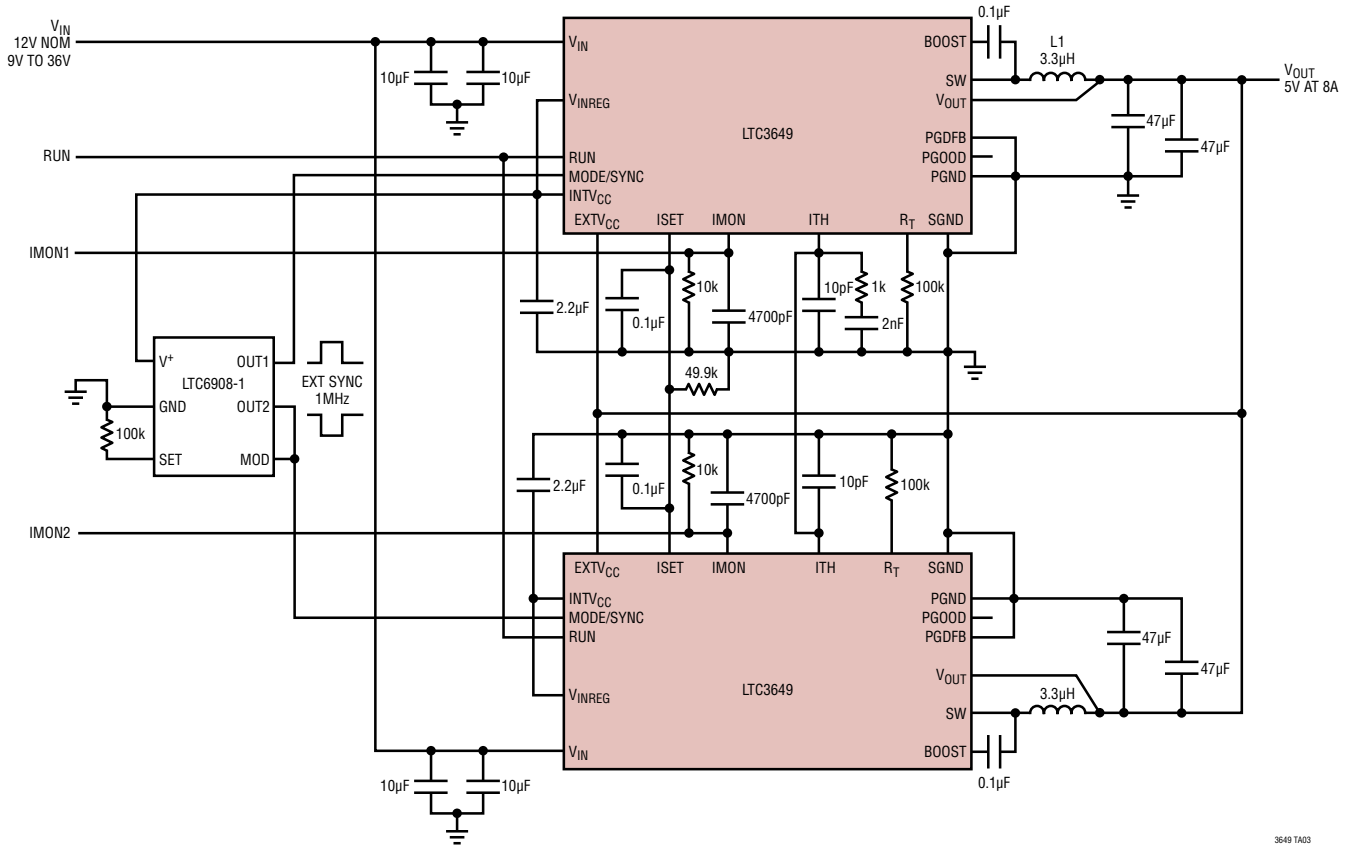 VIN
12V NOM
9V TO 36V
10µF
10µF
VIN
VINREG
RUN
RUN
MODE/SYNC
INTVCC
EXTVCC
ISET
IMON
ITH
RT
SGND
LTC3649
BOOST
SW
VOUT
PGDFB
PGOOD
PGND
0.1µF
L1
3.3µH
VOUT
5V AT 8A
47µF
47µF
IMON1
2.2µF
0.1µF
10k
4700pF
10pF
1k
2nF
100k
49.9k
V+
OUT1
LTC6908-1
GND
OUT2
SET
MOD
100k
EXT SYNC
1MHz
2.2µF
0.1µF
10k
4700pF
10pF
100k
IMON2
EXTVCC
ISET
IMON
ITH
RT
SGND
INTVCC
MODE/SYNC
RUN
VINREG
VIN
LTC3649
PGND
PGOOD
PGDFB
VOUT
SW
BOOST
47µF
47µF
3.3µH
0.1µF
10µF
10µF
3649 TA03